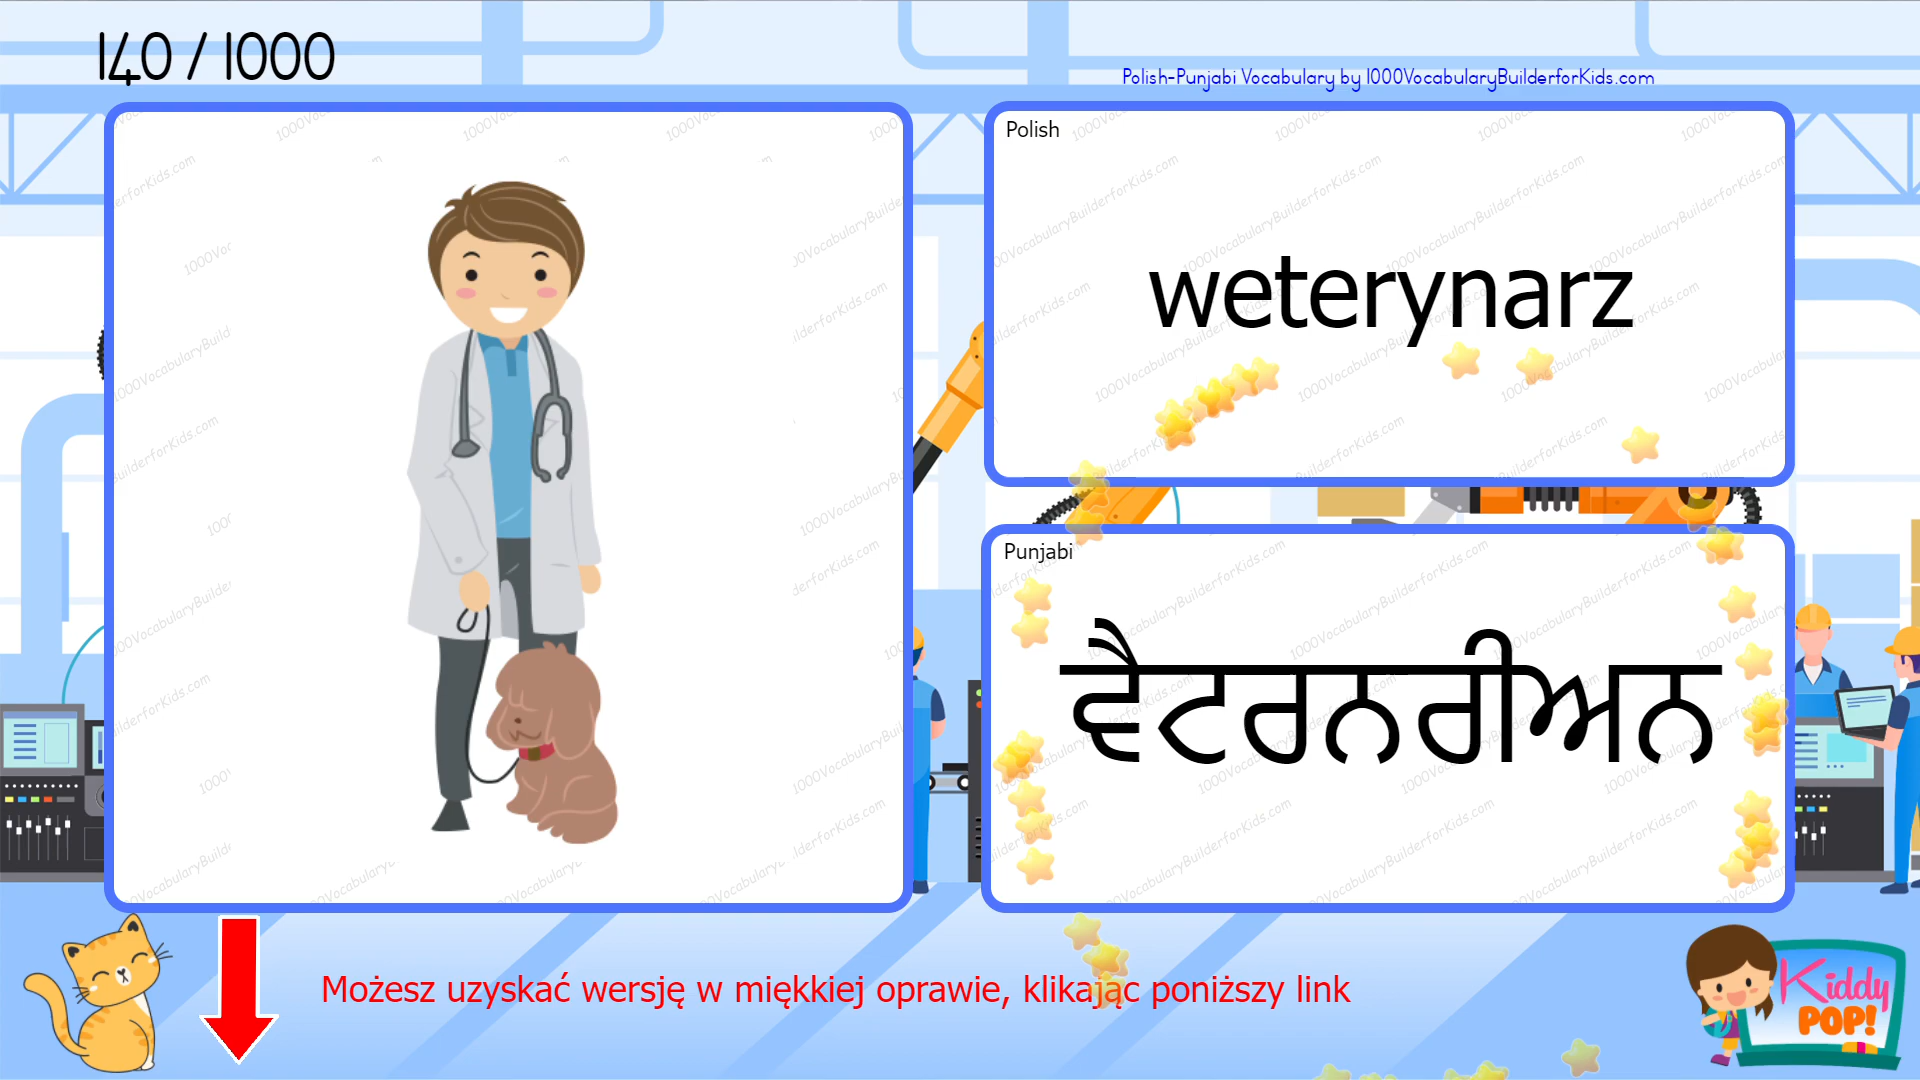 140 / 1000
Polish-Punjabi Vocabulary by 1000VocabularyBuilderforKids.com
Polish
weterynarz
Punjabi
ਵੈਟਰਨਰੀਅਨ
Możesz uzyskać wersję w miękkiej oprawie, klikając poniższy link
Kiddy
POP!